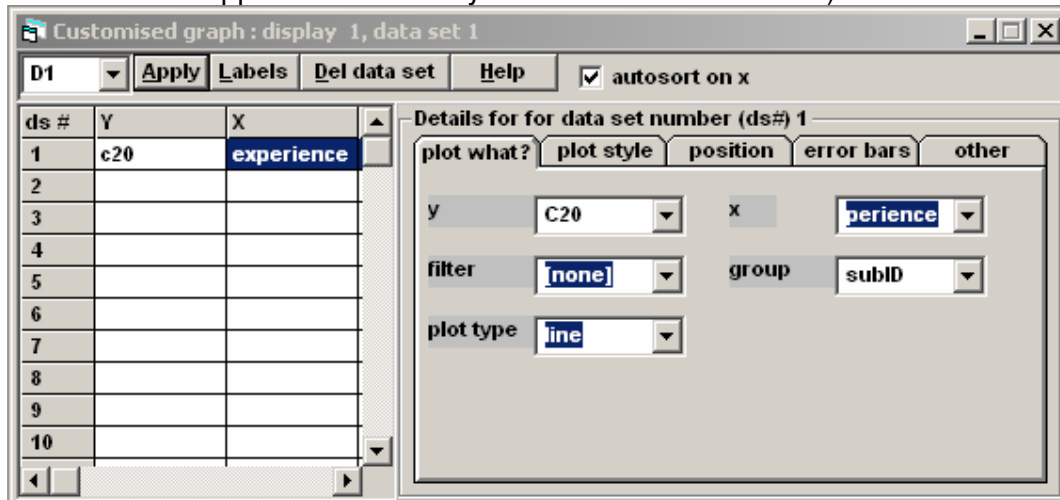 Customised graph : display 1, data set 1
D1 Apply Labels Del data set Help autosort on x
ds # Y X
1 c20 experience
2
3
4
5
6
7
8
9
10
Details for for data set number (ds#) 1
plot what? plot style position error bars other
y C20 x perience
filter [none] group subID
plot type line